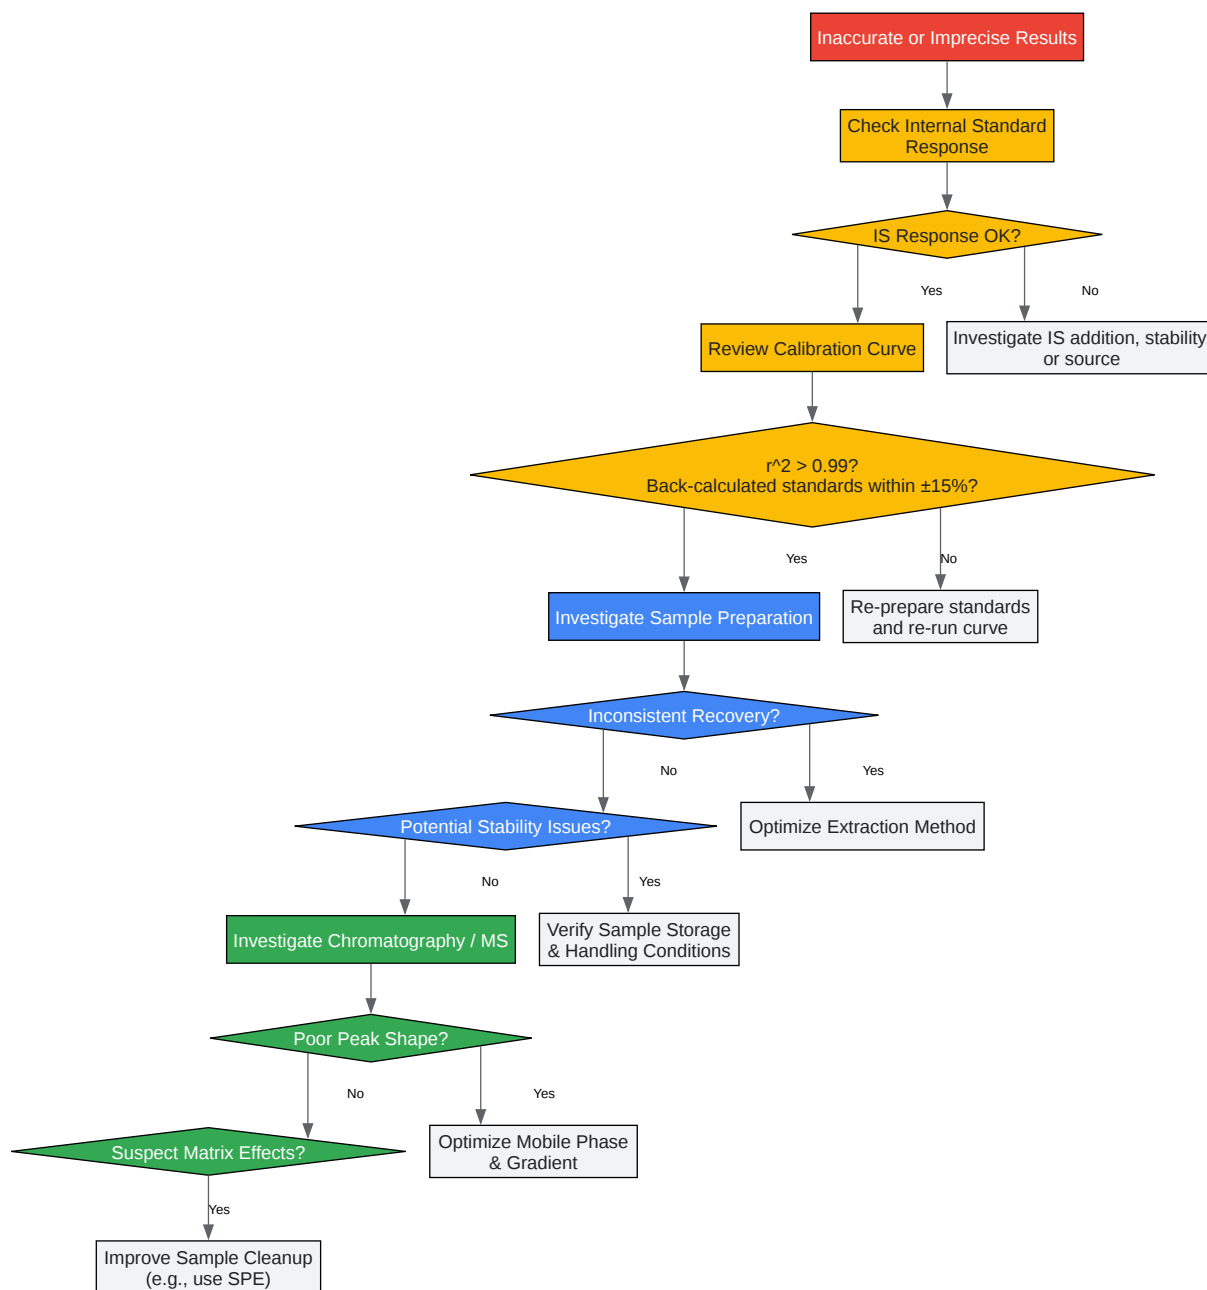 Inaccurate or Imprecise Results
Check Internal Standard
Response
IS Response OK?
Yes
No
Review Calibration Curve
Investigate IS addition, stability,
or source
r^2 > 0.99?
Back-calculated standards within ±15%?
Yes
No
Investigate Sample Preparation
Re-prepare standards
and re-run curve
Inconsistent Recovery?
No
Yes
Potential Stability Issues?
Optimize Extraction Method
No
Yes
Investigate Chromatography / MS
Verify Sample Storage
& Handling Conditions
Poor Peak Shape?
No
Yes
Suspect Matrix Effects?
Optimize Mobile Phase
& Gradient
Yes
Improve Sample Cleanup
(e.g., use SPE)